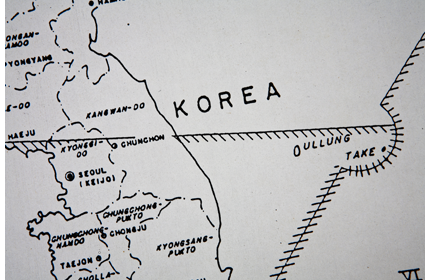 PYONGYANG
KOREA
KANGWAN-DO
HAEJU
KYONGGI-
DO
CHUNCHON
OULLUNG
TAKE
SEOUL
(KEIJO)
CHUNGCHONG-
PUKTO
CHUNGCHONG-
NAMDO
CHONGJU
KYONGSANG-
PUKTO
TAEJON
CHOLLA-
VI